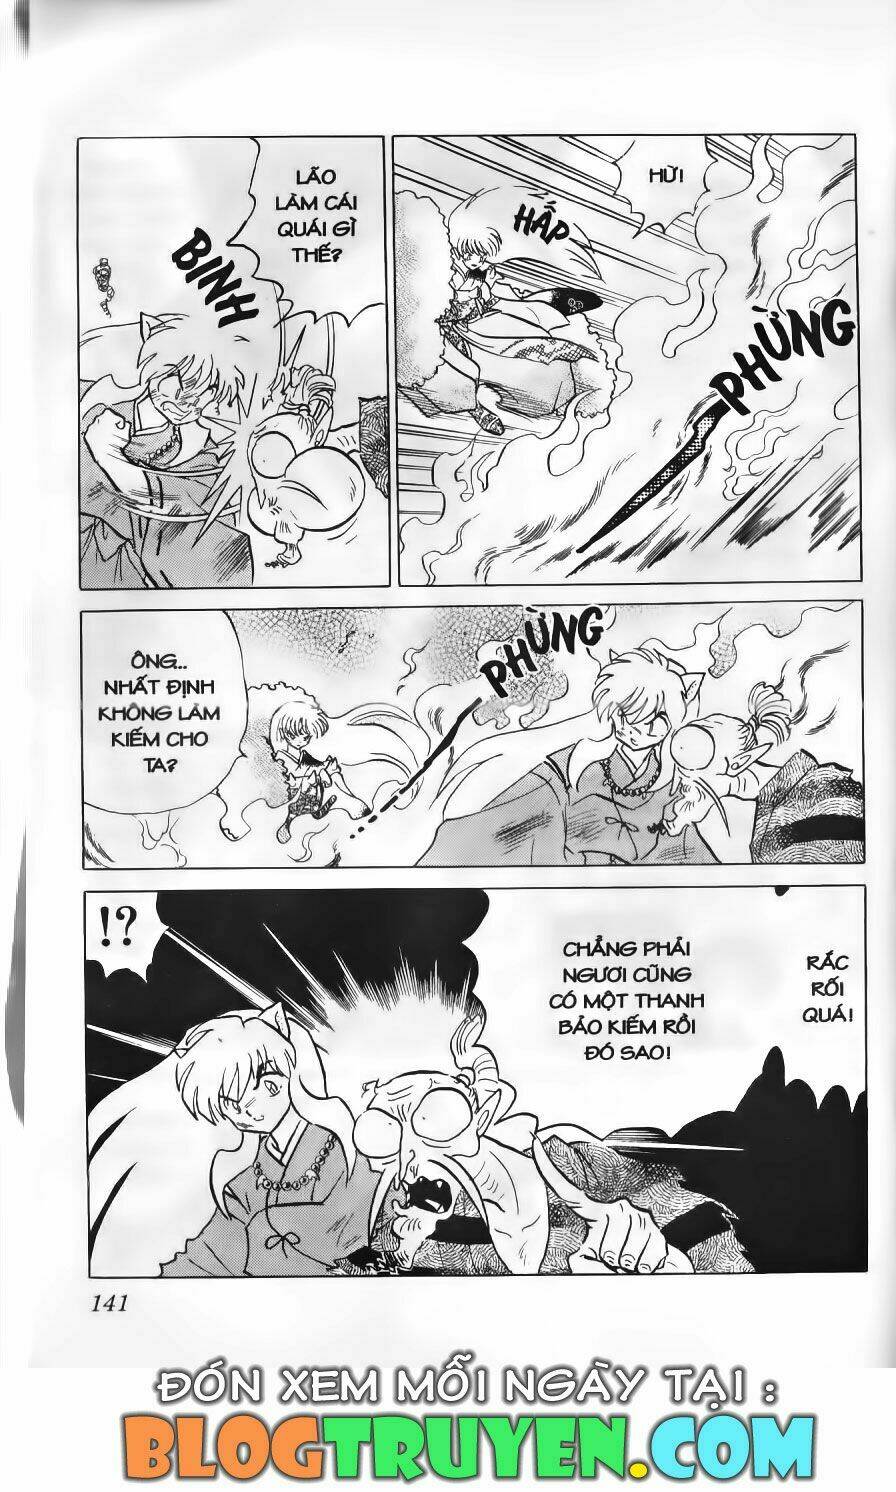 HỪ!
HẤP
PHỪNG
LÃO
LÀM CÁI
QUÁI GÌ
THẾ?
BINH
PHỪNG
ÔNG..
NHẤT ĐỊNH
KHÔNG LÀM
KIẾM CHO
TA?
RẮC
RỐI
QUÁ!
CHẲNG PHẢI
NGƯƠI CŨNG
CÓ MỘT THANH
BẢO KIẾM RỒI
ĐÓ SAO!
!?
141
ĐÓN XEM MỖI NGÀY TẠI :
BLOGTRUYEN.COM